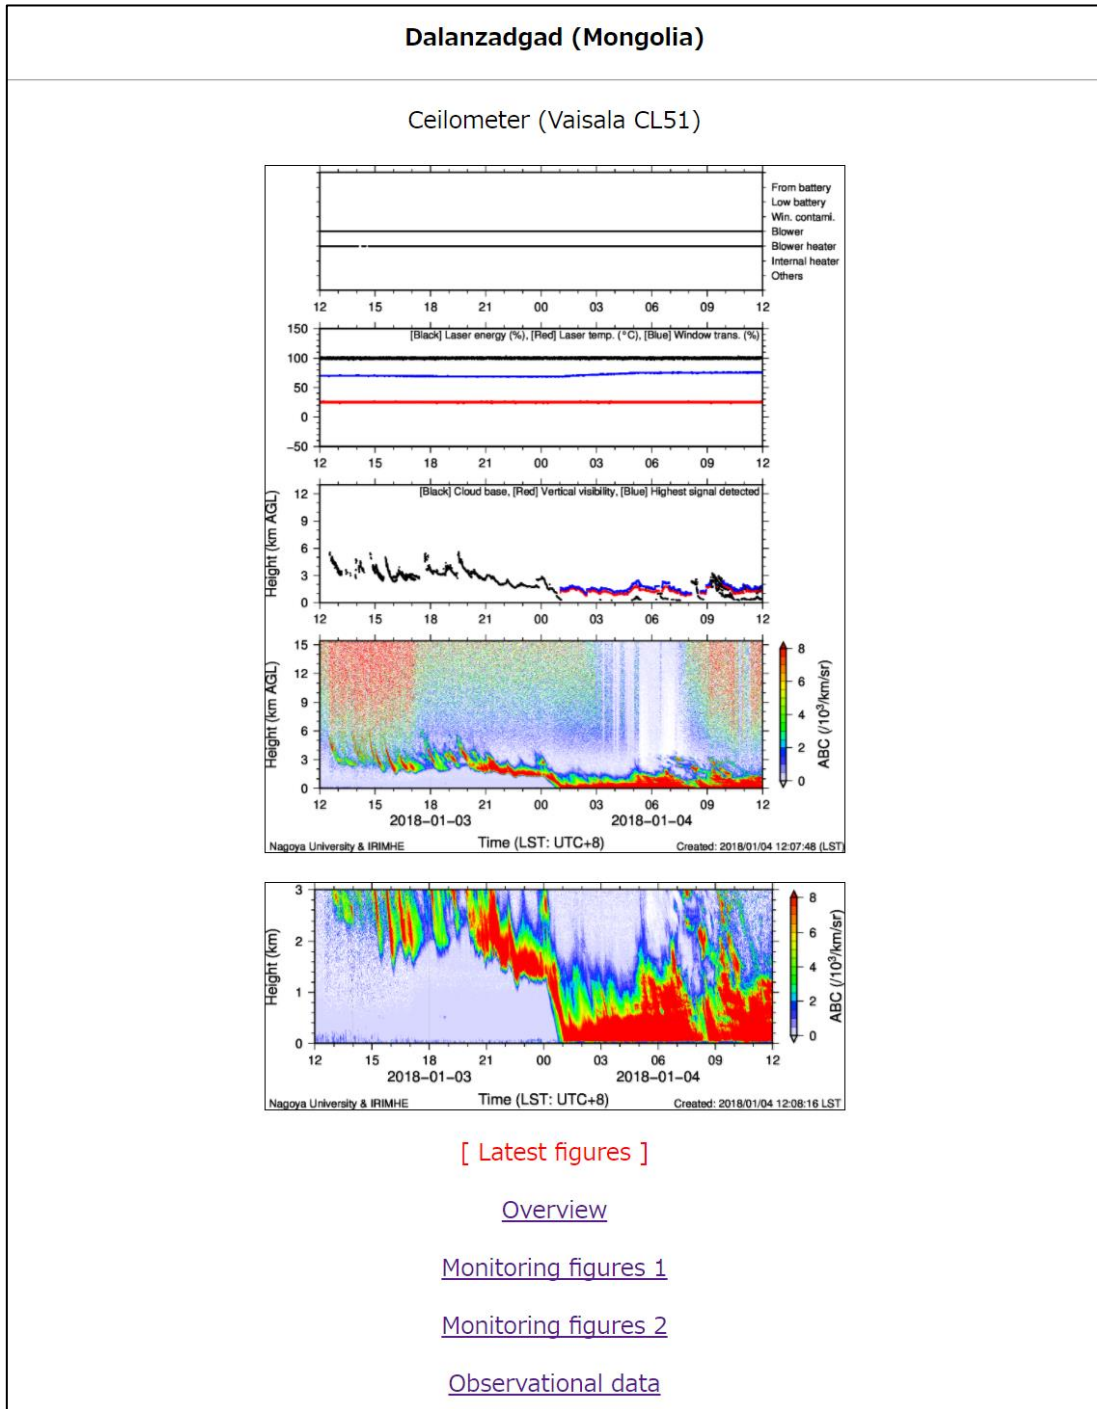 Dalanzadgad (Mongolia)
Ceilometer (Vaisala CL51)
From battery
Low battery
Win. contami.
Blower
Blower heater
Internal heater
Others
12 15 18 21 00 03 06 09 12
[Black] Laser energy (%), [Red] Laser temp. (°C), [Blue] Window trans. (%)
150
100
50
0
−50
12 15 18 21 00 03 06 09 12
[Black] Cloud base, [Red] Vertical visibility, [Blue] Highest signal detected
Height (km AGL)
12
9
6
3
0
12 15 18 21 00 03 06 09 12
Height (km AGL)
15
12
9
6
3
0
8
6
4
2
0
ABC (/10³/km/sr)
12 15 18 21 00 03 06 09 12
2018−01−03 2018−01−04
Nagoya University & IRIMHE Time (LST: UTC+8) Created: 2018/01/04 12:07:48 (LST)
Height (km)
3
2
1
0
8
6
4
2
0
ABC (/10³/km/sr)
12 15 18 21 00 03 06 09 12
2018−01−03 2018−01−04
Nagoya University & IRIMHE Time (LST: UTC+8) Created: 2018/01/04 12:08:16 LST
[ Latest figures ]
Overview
Monitoring figures 1
Monitoring figures 2
Observational data